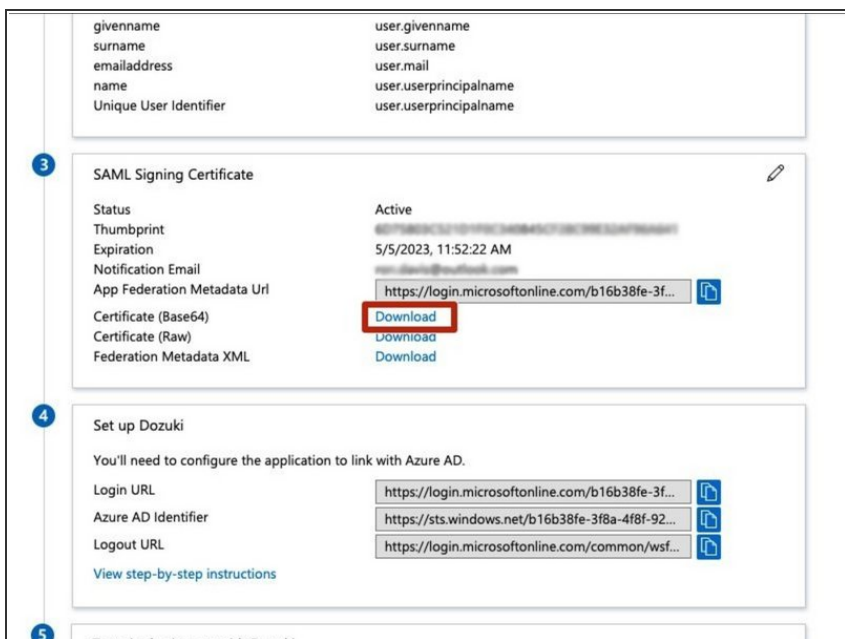 givenname user.givenname
surname user.surname
emailaddress user.mail
name user.userprincipalname
Unique User Identifier user.userprincipalname
3
SAML Signing Certificate
Status Active
Thumbprint
Expiration 5/5/2023, 11:52:22 AM
Notification Email
App Federation Metadata Url https://login.microsoftonline.com/b16b38fe-3f...
Certificate (Base64) Download
Certificate (Raw) Download
Federation Metadata XML Download
4
Set up Dozuki
You'll need to configure the application to link with Azure AD.
Login URL https://login.microsoftonline.com/b16b38fe-3f...
Azure AD Identifier https://sts.windows.net/b16b38fe-3f8a-4f8f-92...
Logout URL https://login.microsoftonline.com/common/wsf...
View step-by-step instructions
5